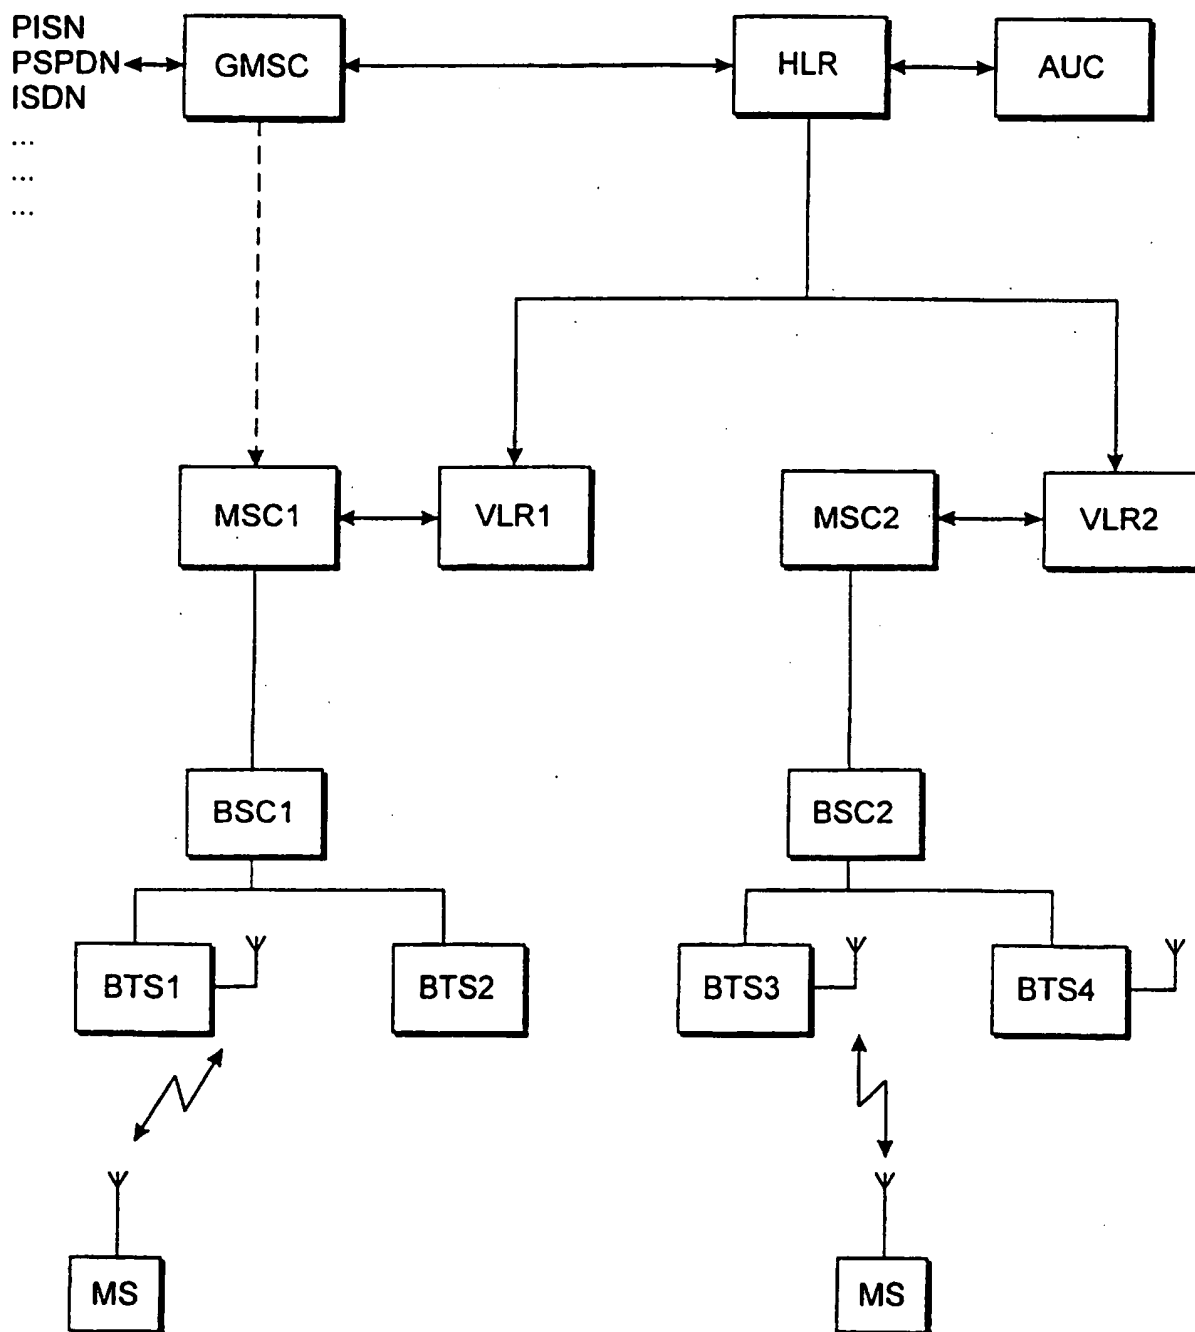 PISN
PSPDN
ISDN
...
...
...
GMSC
HLR
AUC
MSC1
VLR1
MSC2
VLR2
BSC1
BSC2
BTS1
BTS2
BTS3
BTS4
MS
MS